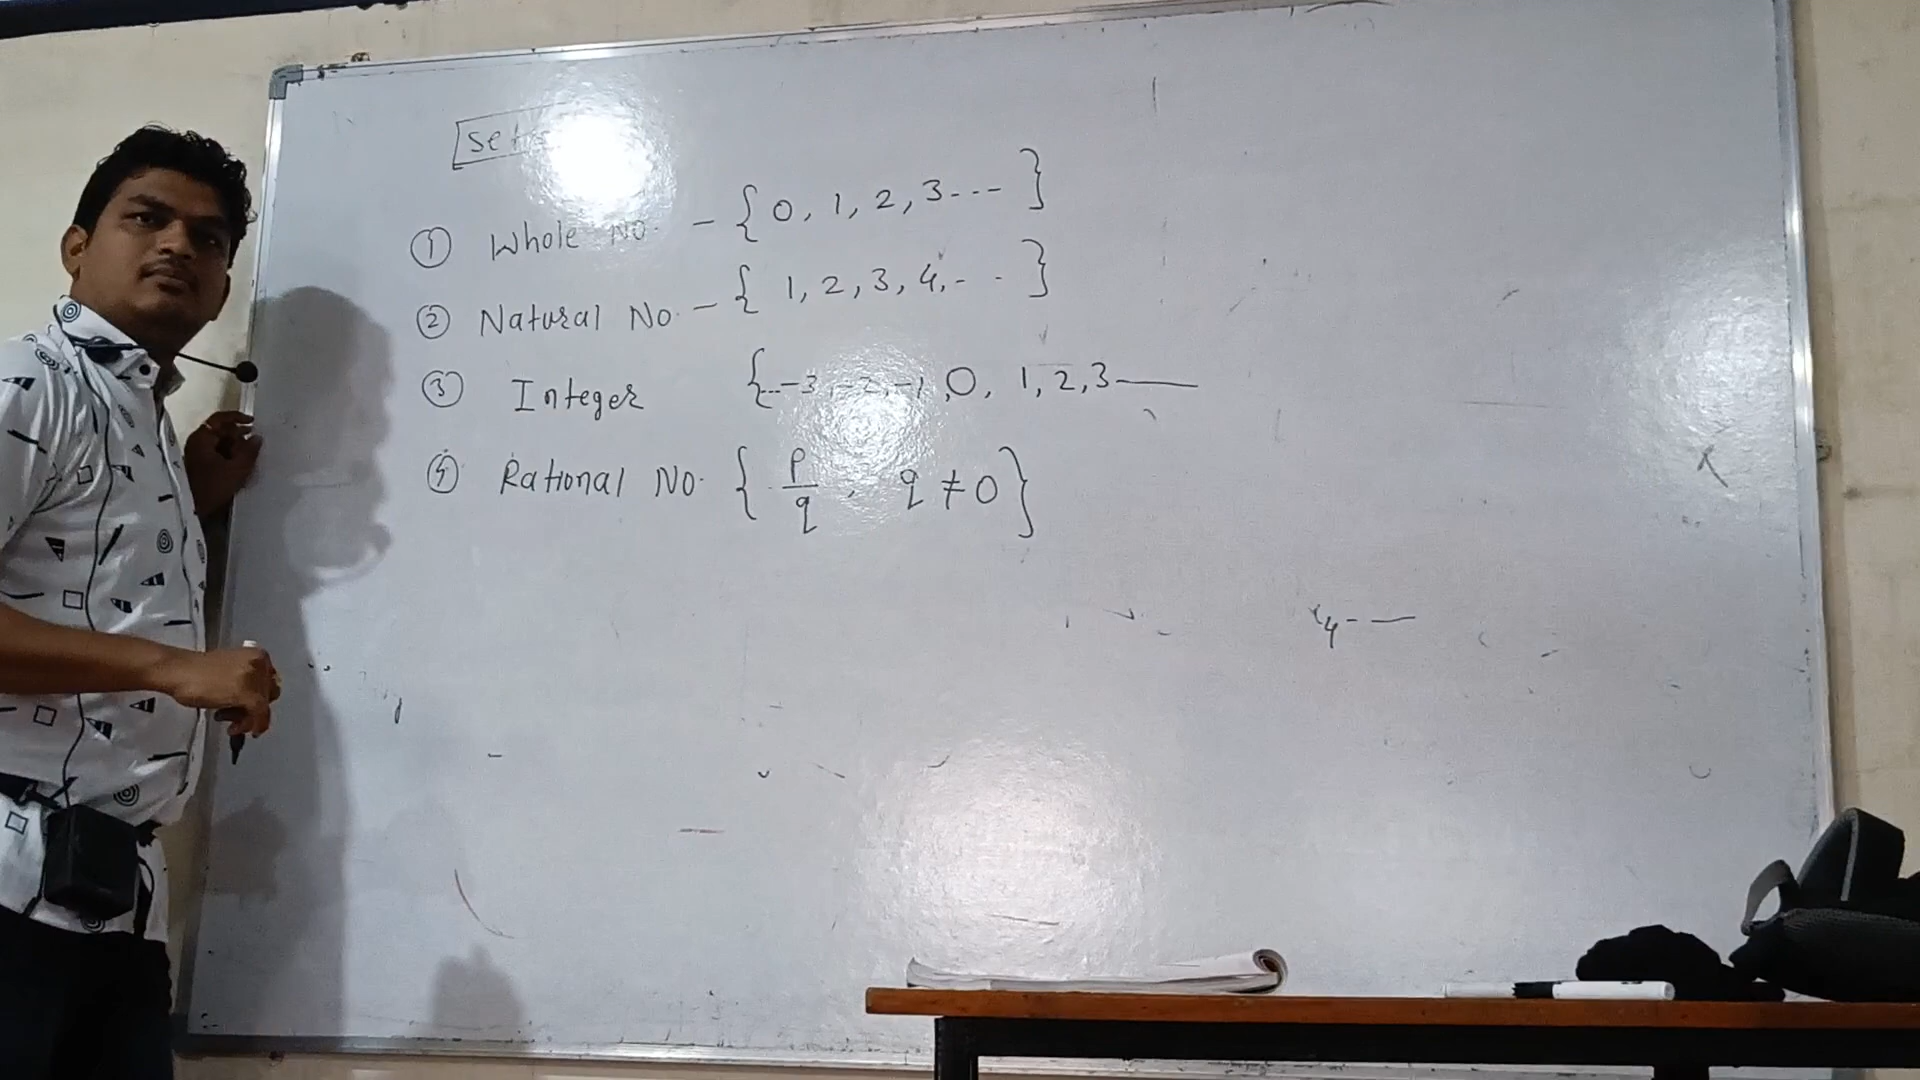 Sets
① Whole No. - { 0, 1, 2, 3--- }
② Natural No. - { 1, 2, 3, 4, - - }
③ Integer {...-3, -2, -1, 0, 1, 2, 3——
④ Rational No. { p/q , q ≠ 0 }